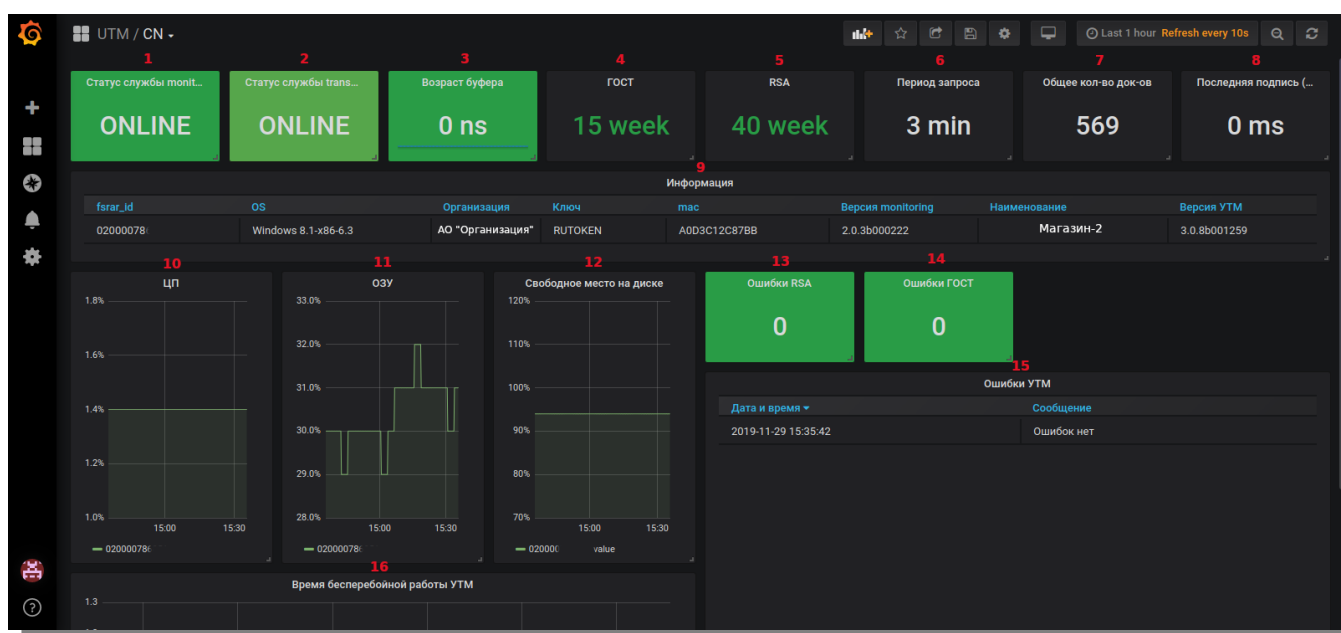 UTM / CN
Last 1 hour Refresh every 10s
1 2 3 4 5 6 7 8
Статус службы monit... Статус службы trans... Возраст буфера ГОСТ RSA Период запроса Общее кол-во док-ов Последняя подпись (...
ONLINE ONLINE 0 ns 15 week 40 week 3 min 569 0 ms
9
Информация
fsrar_id OS Организация Ключ mac Версия monitoring Наименование Версия УТМ
02000078 Windows 8.1-x86-6.3 АО "Организация" RUTOKEN A0D3C12C87BB 2.0.3b000222 Магазин-2 3.0.8b001259
10 11 12 13 14
ЦП ОЗУ Свободное место на диске Ошибки RSA Ошибки ГОСТ
1.8% 33.0% 120%
0 0
1.6% 32.0% 110%
15
Ошибки УТМ
31.0% 100%
1.4% Дата и время Сообщение
30.0% 90% 2019-11-29 15:35:42 Ошибок нет
1.2% 29.0% 80%
1.0% 28.0% 70%
15:00 15:30 15:00 15:30 15:00 15:30
02000078 02000078 02000 value
16
Время бесперебойной работы УТМ
1.3